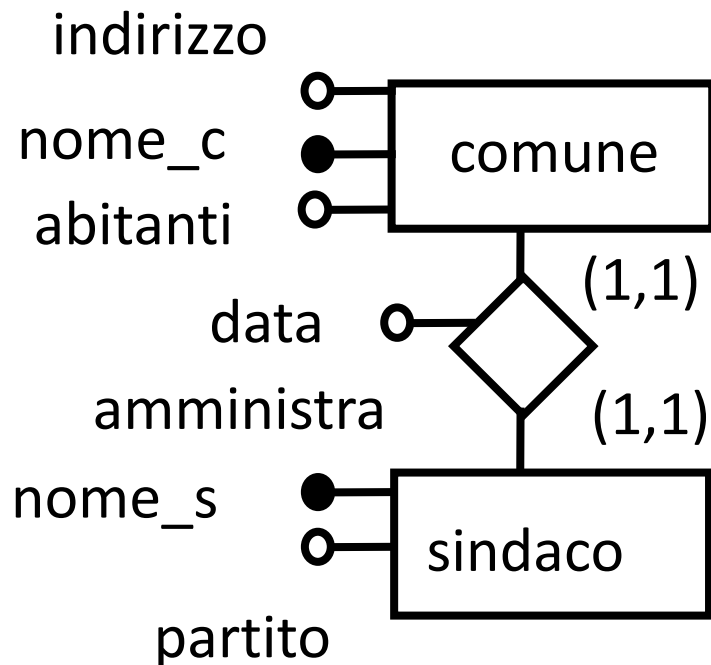 indirizzo
nome_c
comune
abitanti
(1,1)
data
amministra
(1,1)
nome_s
sindaco
partito